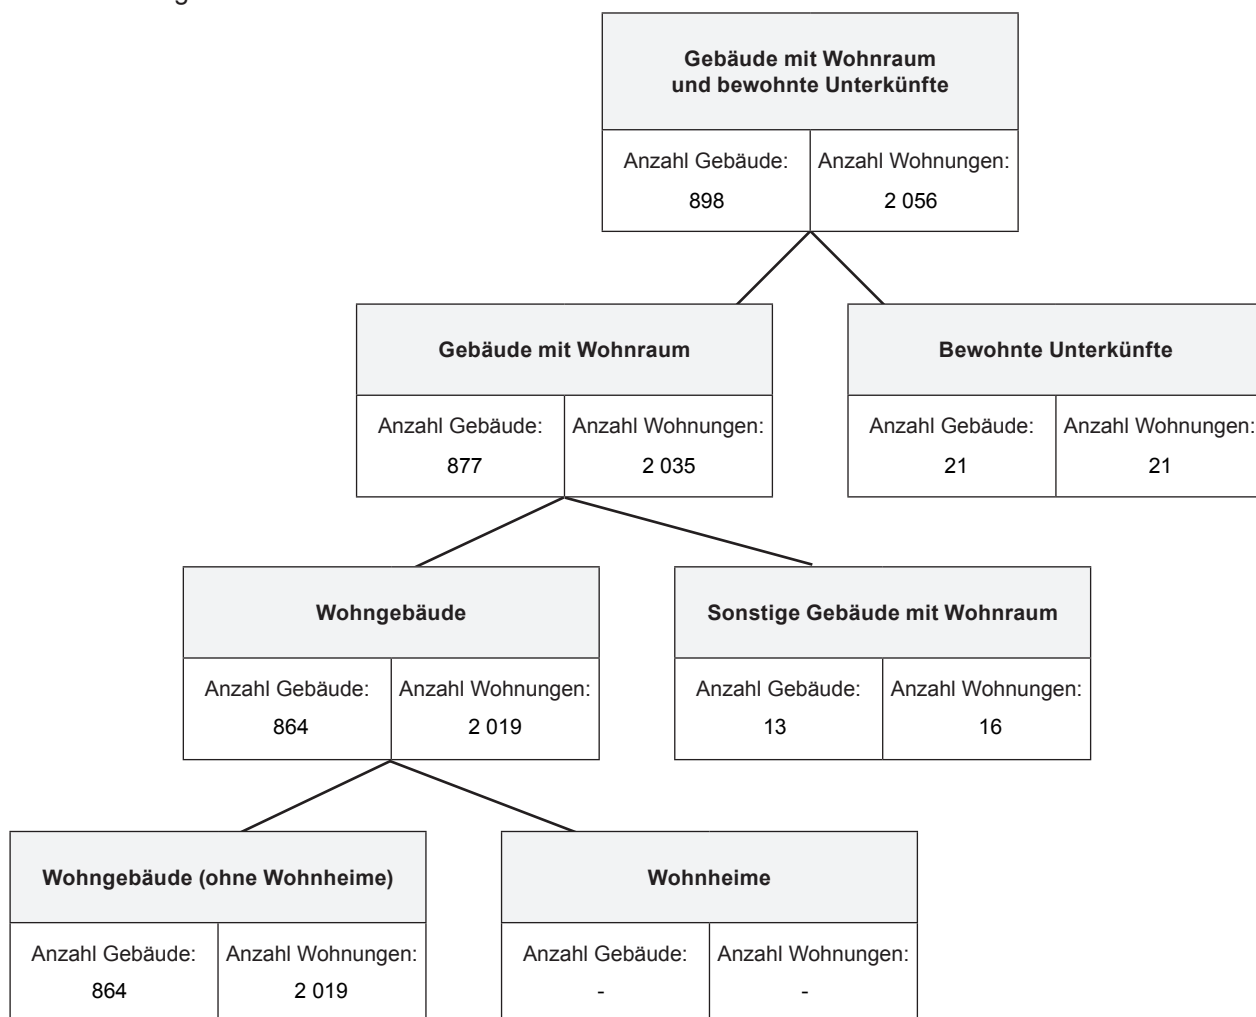 Gebäude mit Wohnraum
und bewohnte Unterkünfte
Anzahl Gebäude: Anzahl Wohnungen:
898 2 056
Gebäude mit Wohnraum Bewohnte Unterkünfte
Anzahl Gebäude: Anzahl Wohnungen: Anzahl Gebäude: Anzahl Wohnungen:
877 2 035 21 21
Wohngebäude Sonstige Gebäude mit Wohnraum
Anzahl Gebäude: Anzahl Wohnungen: Anzahl Gebäude: Anzahl Wohnungen:
864 2 019 13 16
Wohngebäude (ohne Wohnheime) Wohnheime
Anzahl Gebäude: Anzahl Wohnungen: Anzahl Gebäude: Anzahl Wohnungen:
864 2 019 - -